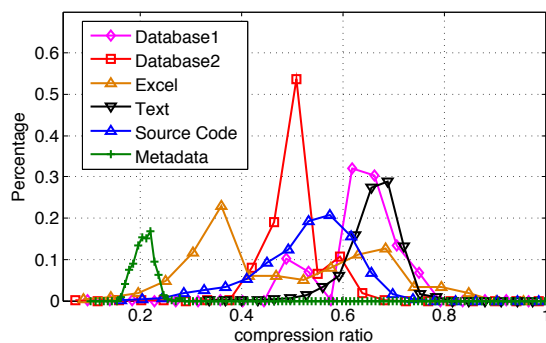 0.6
0.5
0.4
0.3
0.2
0.1
0
Percentage
Database1
Database2
Excel
Text
Source Code
Metadata
0.2
0.4
0.6
0.8
1
compression ratio